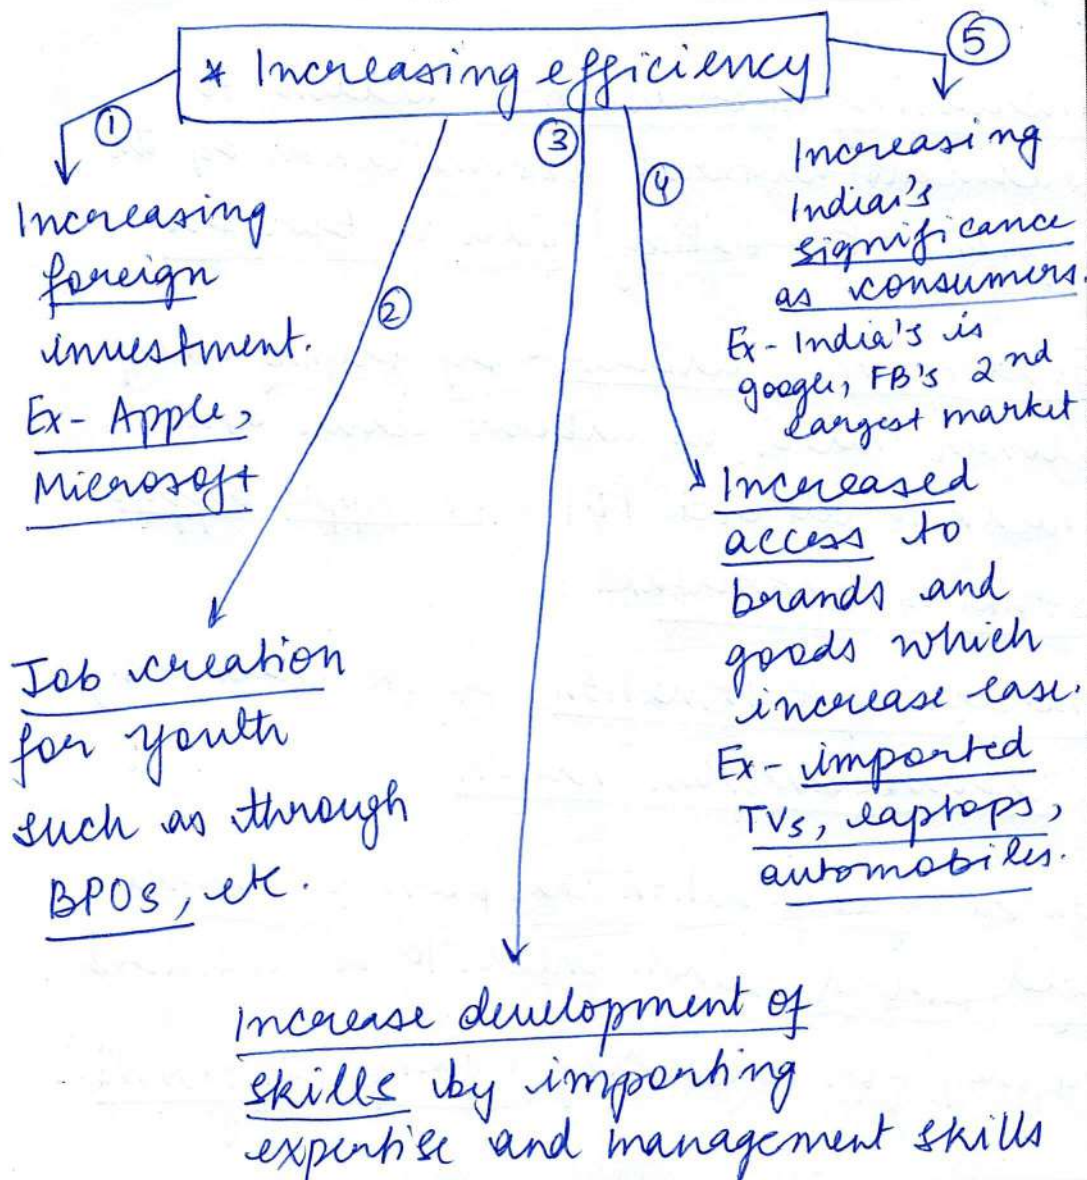 * Increasing efficiency
①
Increasing
foreign
investment.
Ex- Apple,
Microsoft
②
Job creation
for youth
such as through
BPOs, etc.
③
Increase development of
skills by importing
expertise and management skills
④
Increased
access to
brands and
goods which
increase ease.
Ex- imported
TVs, laptops,
automobiles.
⑤
Increasing
India's
significance
as consumers.
Ex- India's is
google, FB's 2nd
largest market